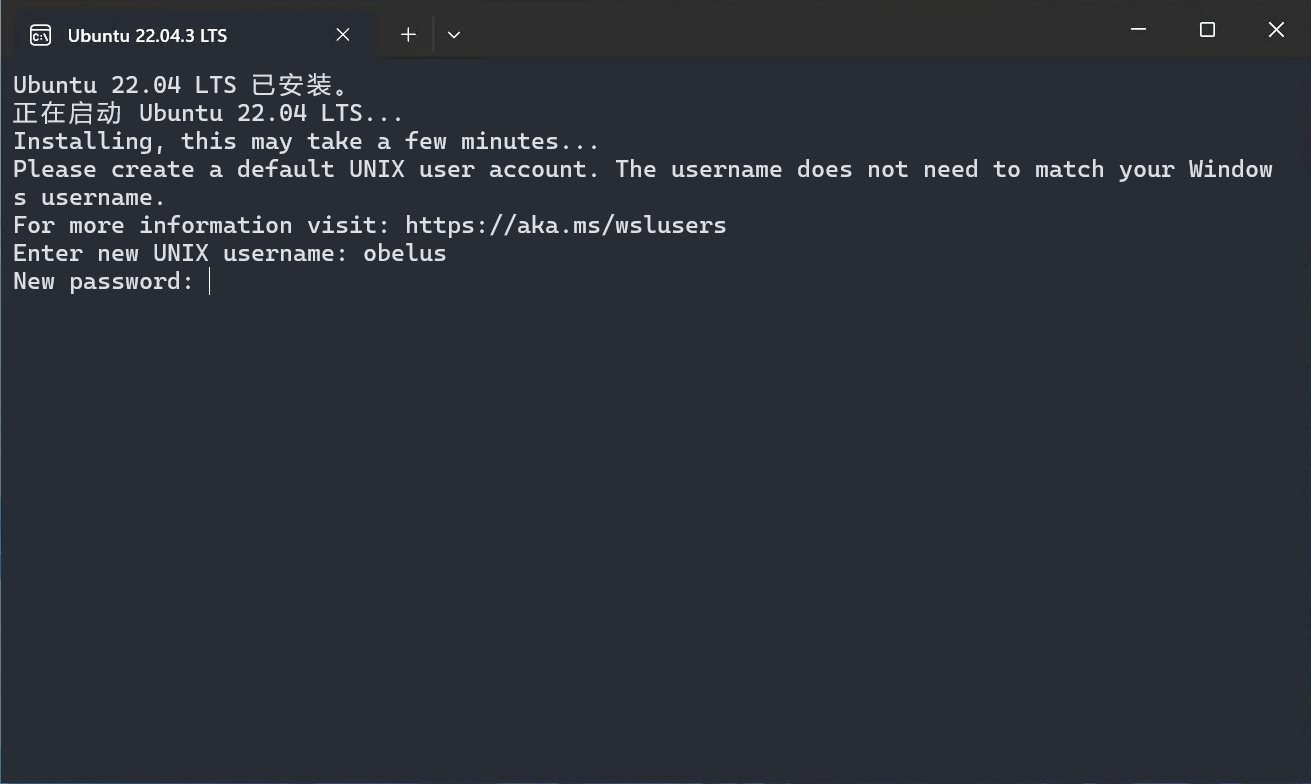 Ubuntu 22.04.3 LTS
Ubuntu 22.04 LTS 已安装。
正在启动 Ubuntu 22.04 LTS...
Installing, this may take a few minutes...
Please create a default UNIX user account. The username does not need to match your Window
s username.
For more information visit: https://aka.ms/wslusers
Enter new UNIX username: obelus
New password: